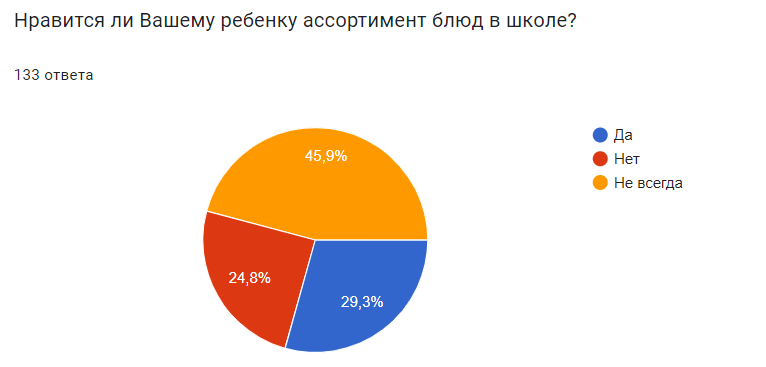 Нравится ли Вашему ребенку ассортимент блюд в школе?
133 ответа
45,9%
24,8%
29,3%
Да
Нет
Не всегда